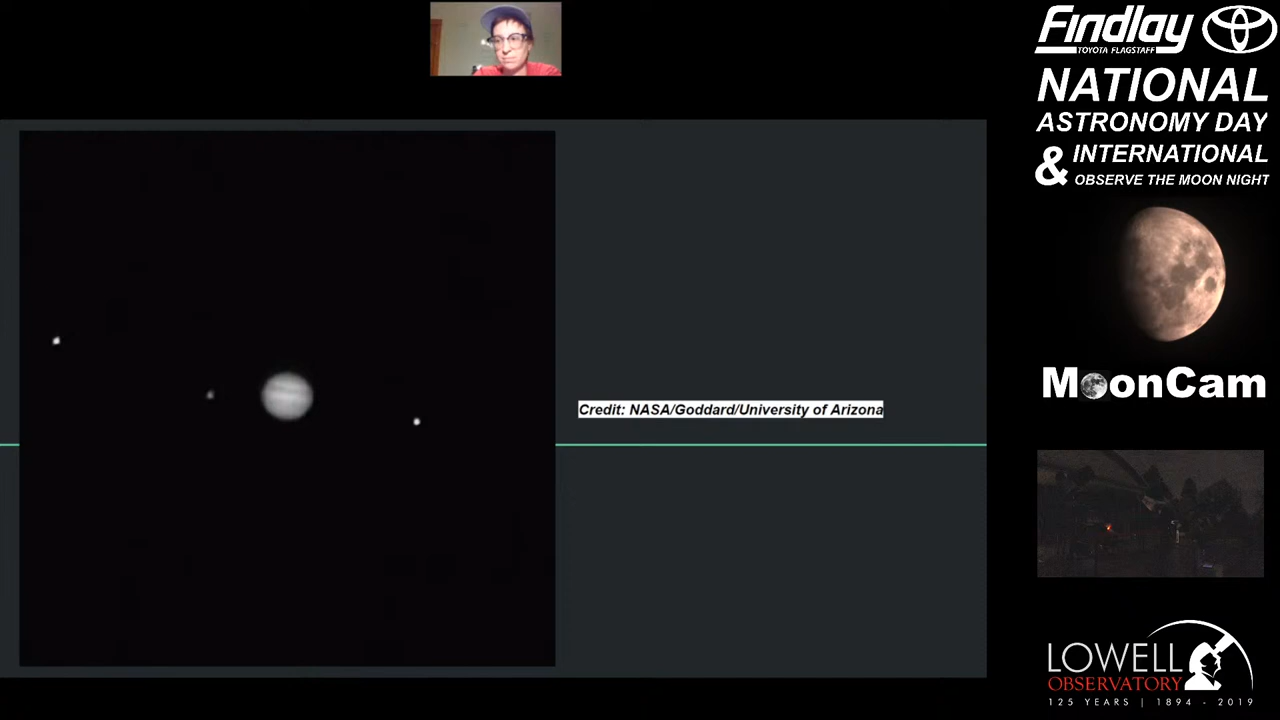 Findlay
TOYOTA FLAGSTAFF
NATIONAL
ASTRONOMY DAY
& INTERNATIONAL
OBSERVE THE MOON NIGHT
Credit: NASA/Goddard/University of Arizona
MoonCam
LOWELL
OBSERVATORY
125 YEARS | 1894 - 2019